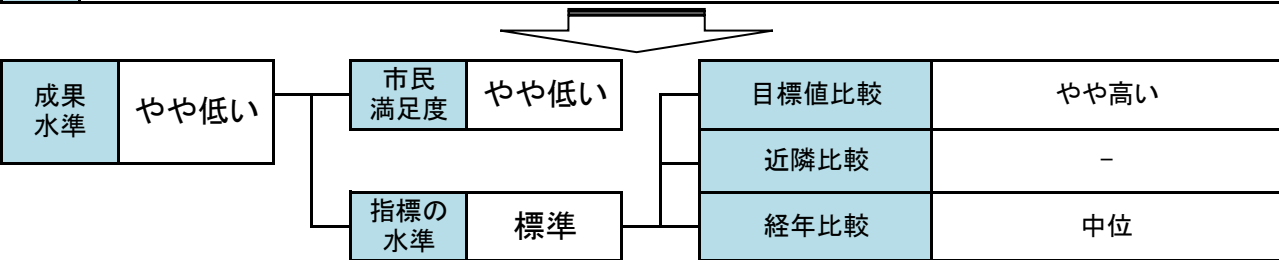 成果
水準
やや低い
市民
満足度
やや低い
指標の
水準
標準
目標値比較
やや高い
近隣比較
－
経年比較
中位